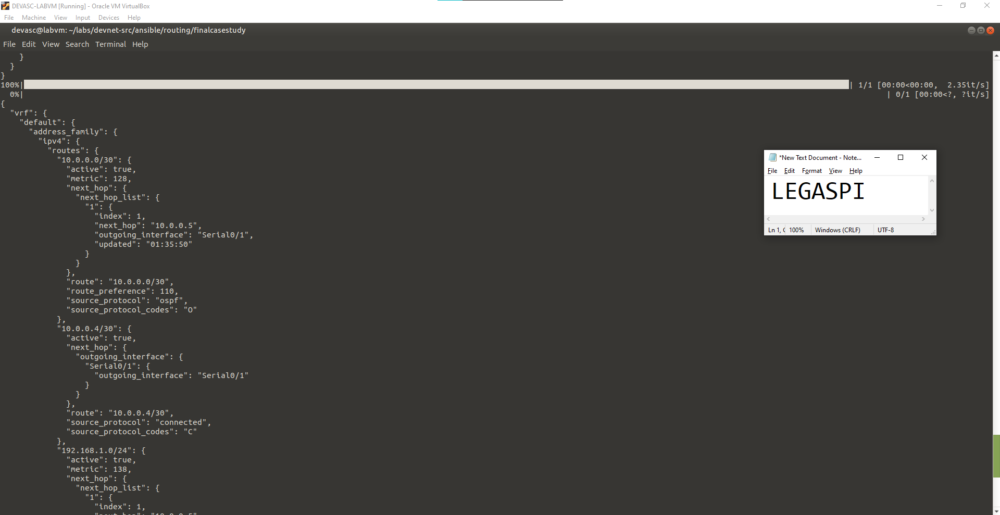 DEVASC-LABVM [Running] - Oracle VM VirtualBox
File Machine View Input Devices Help
devasc@labvm: ~/labs/devnet-src/ansible/routing/finalcasestudy
File Edit View Search Terminal Help
    }
  }
}
100%| | 1/1 [00:00<00:00,  2.35it/s]
  0%| | 0/1 [00:00<?, ?it/s]
{
  "vrf": {
    "default": {
      "address_family": {
        "ipv4": {
          "routes": {
            "10.0.0.0/30": {
              "active": true,
              "metric": 128,
              "next_hop": {
                "next_hop_list": {
                  "1": {
                    "index": 1,
                    "next_hop": "10.0.0.5",
                    "outgoing_interface": "Serial0/1",
                    "updated": "01:35:50"
                  }
                }
              },
              "route": "10.0.0.0/30",
              "route_preference": 110,
              "source_protocol": "ospf",
              "source_protocol_codes": "O"
            },
            "10.0.0.4/30": {
              "active": true,
              "next_hop": {
                "outgoing_interface": {
                  "Serial0/1": {
                    "outgoing_interface": "Serial0/1"
                  }
                }
              },
              "route": "10.0.0.4/30",
              "source_protocol": "connected",
              "source_protocol_codes": "C"
            },
            "192.168.1.0/24": {
              "active": true,
              "metric": 138,
              "next_hop": {
                "next_hop_list": {
                  "1": {
                    "index": 1,
*New Text Document - Note...
File Edit Format View Help
LEGASPI
Ln 1, 100% Windows (CRLF) UTF-8